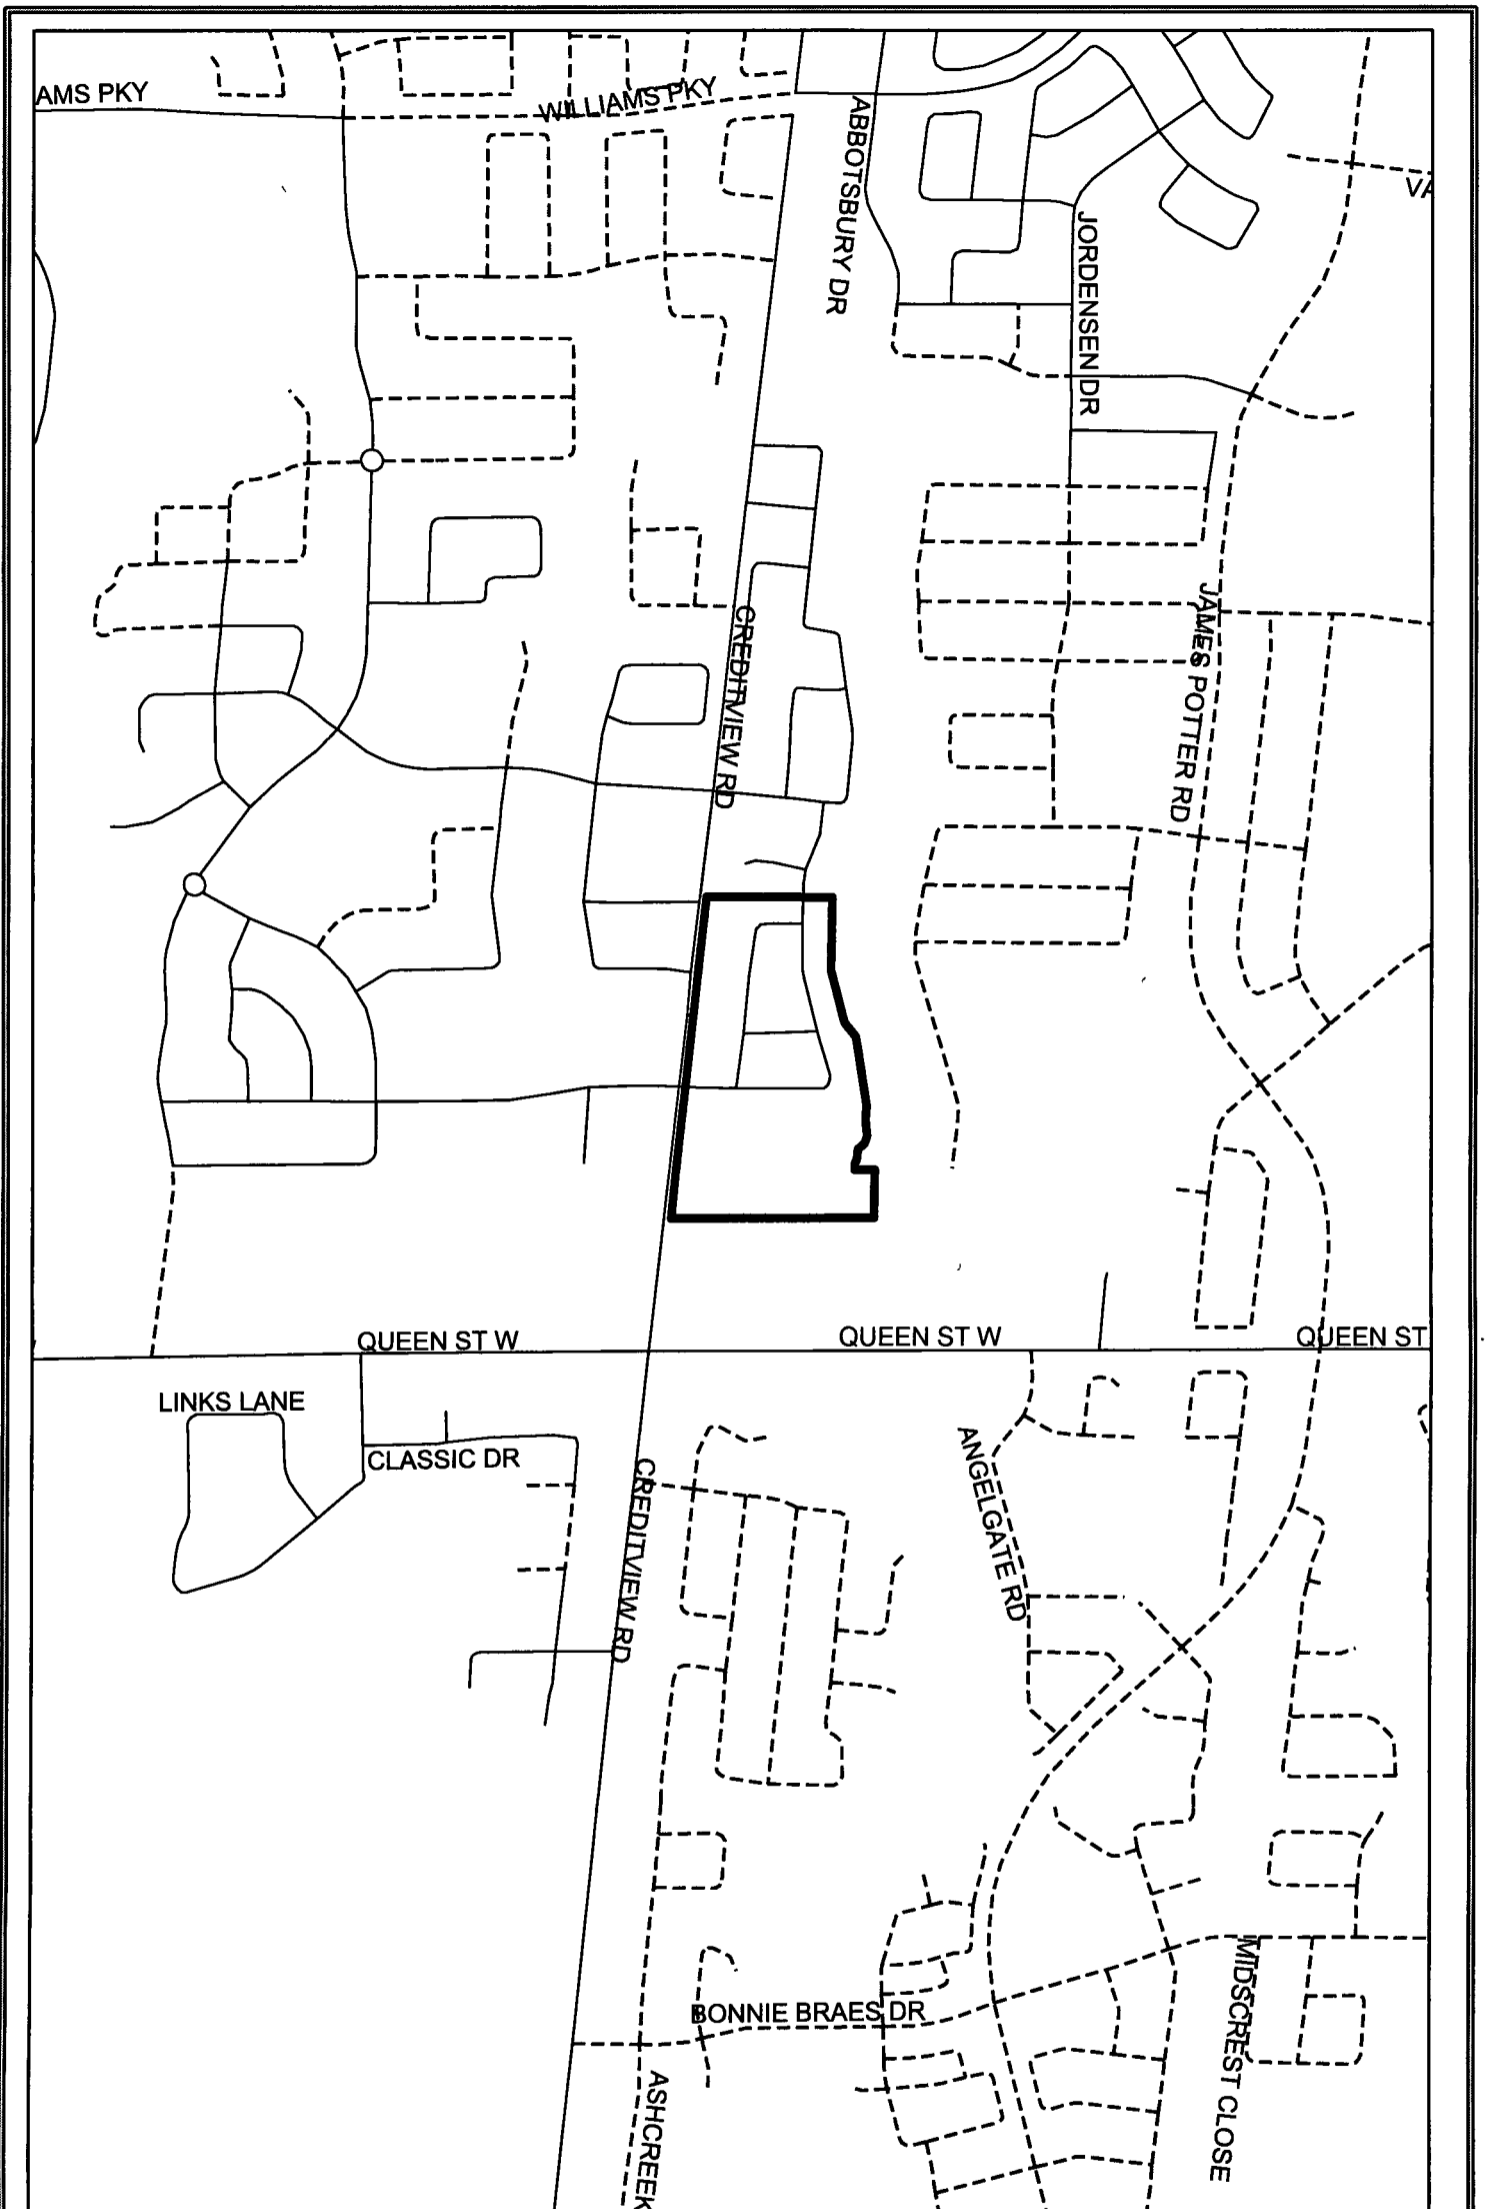 AMS PKY
WILLIAMS PKY
ABBOTSBURY DR
VA
JORDENSEN DR
CREDITVIEW RD
JAMES POTTER RD
QUEEN ST W
QUEEN ST W
QUEEN ST
LINKS LANE
CLASSIC DR
CREDITVIEW RD
ANGELGATE RD
MIDSCREST CLOSE
BONNIE BRAES DR
ASHCREEK